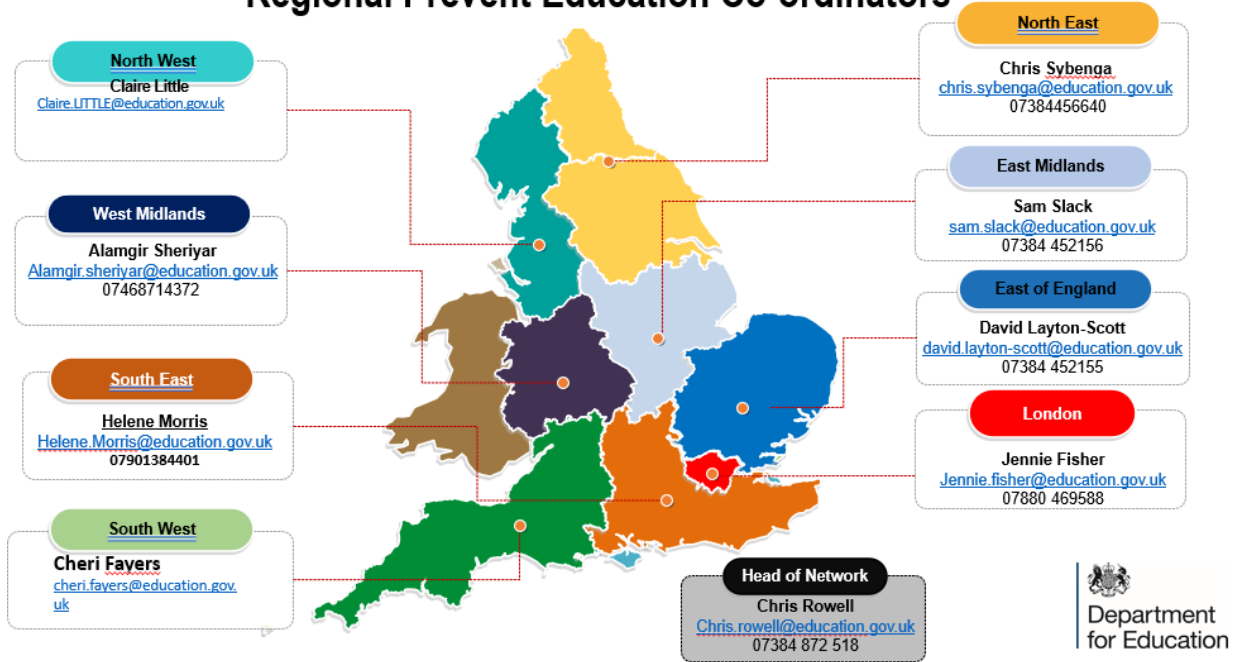 Regional Prevent Education Co-ordinators
North West
Claire Little
Claire.LITTLE@education.gov.uk
West Midlands
Alamgir Sheriyar
Alamgir.sheriyar@education.gov.uk
07468714372
South East
Helene Morris
Helene.Morris@education.gov.uk
07901384401
South West
Cheri Fayers
cheri.fayers@education.gov.
uk
North East
Chris Sybenga
chris.sybenga@education.gov.uk
07384456640
East Midlands
Sam Slack
sam.slack@education.gov.uk
07384 452156
East of England
David Layton-Scott
david.layton-scott@education.gov.uk
07384 452155
London
Jennie Fisher
Jennie.fisher@education.gov.uk
07880 469588
Head of Network
Chris Rowell
Chris.rowell@education.gov.uk
07384 872 518
Department
for Education